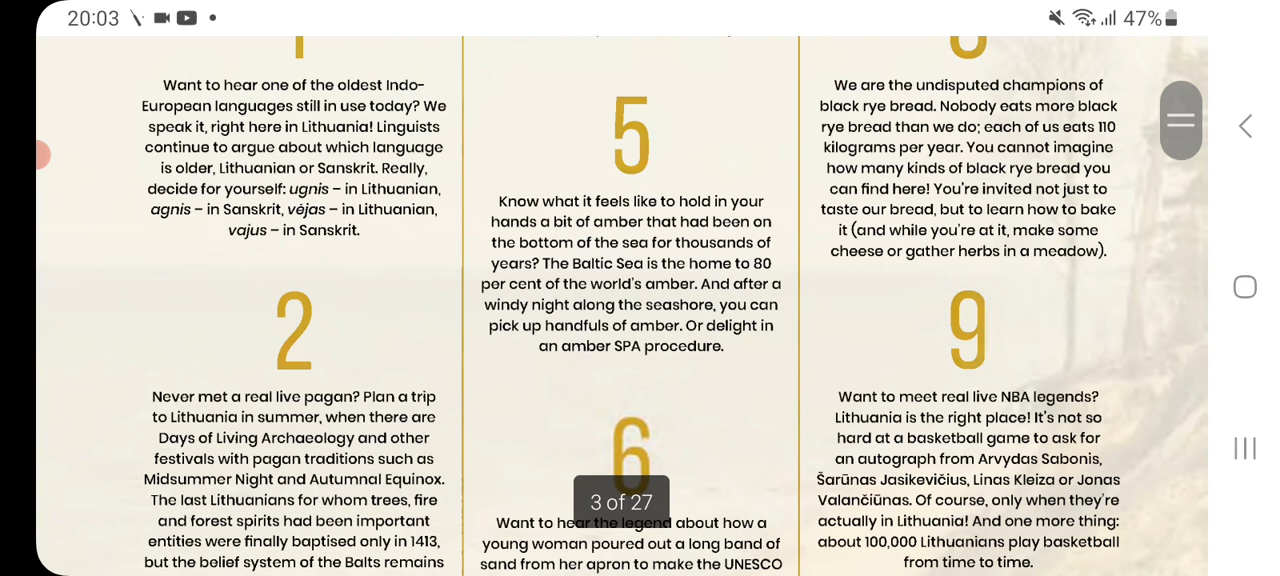 20:03
47%
1
Want to hear one of the oldest Indo-
European languages still in use today? We
speak it, right here in Lithuania! Linguists
continue to argue about which language
is older, Lithuanian or Sanskrit. Really,
decide for yourself: ugnis – in Lithuanian,
agnis – in Sanskrit, vėjas – in Lithuanian,
vajus – in Sanskrit.
2
Never met a real live pagan? Plan a trip
to Lithuania in summer, when there are
Days of Living Archaeology and other
festivals with pagan traditions such as
Midsummer Night and Autumnal Equinox.
The last Lithuanians for whom trees, fire
and forest spirits had been important
entities were finally baptised only in 1413,
but the belief system of the Balts remains
5
Know what it feels like to hold in your
hands a bit of amber that had been on
the bottom of the sea for thousands of
years? The Baltic Sea is the home to 80
per cent of the world's amber. And after a
windy night along the seashore, you can
pick up handfuls of amber. Or delight in
an amber SPA procedure.
6
3 of 27
Want to hear the legend about how a
young woman poured out a long band of
sand from her apron to make the UNESCO
We are the undisputed champions of
black rye bread. Nobody eats more black
rye bread than we do; each of us eats 110
kilograms per year. You cannot imagine
how many kinds of black rye bread you
can find here! You're invited not just to
taste our bread, but to learn how to bake
it (and while you're at it, make some
cheese or gather herbs in a meadow).
9
Want to meet real live NBA legends?
Lithuania is the right place! It's not so
hard at a basketball game to ask for
an autograph from Arvydas Sabonis,
Šarūnas Jasikevičius, Linas Kleiza or Jonas
Valančiūnas. Of course, only when they're
actually in Lithuania! And one more thing:
about 100,000 Lithuanians play basketball
from time to time.